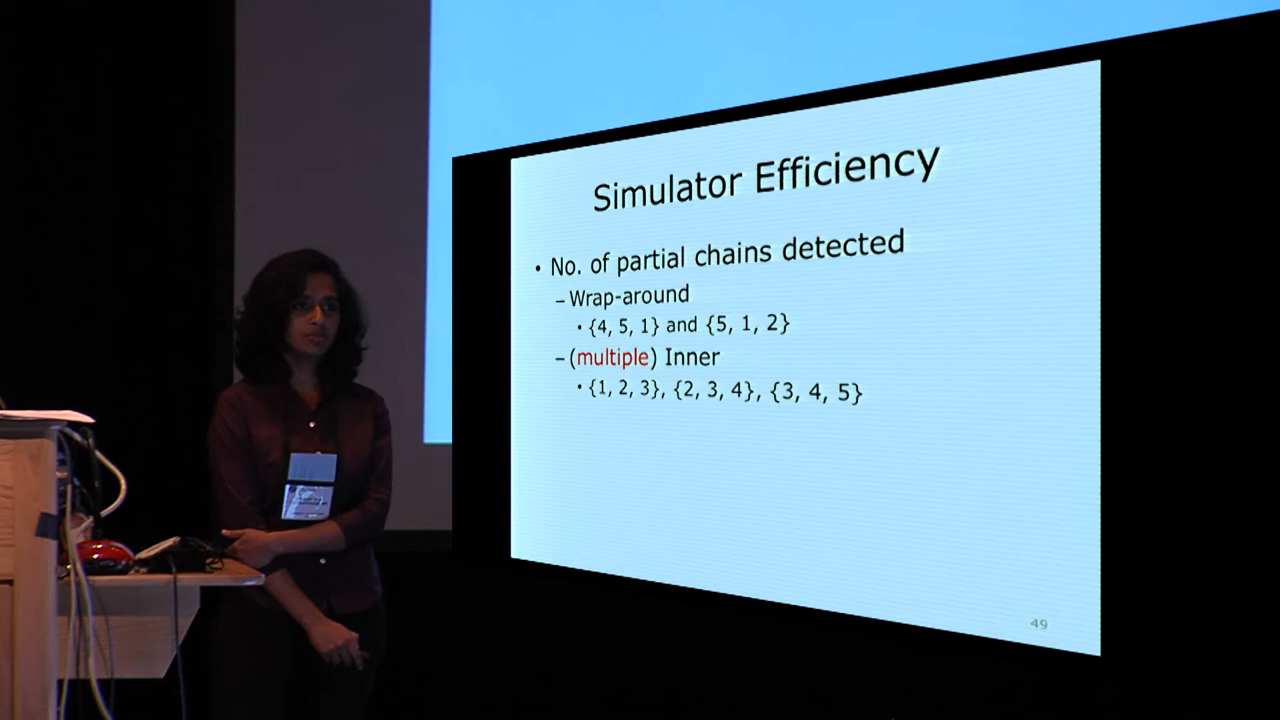 Simulator Efficiency
• No. of partial chains detected
– Wrap-around
• {4, 5, 1} and {5, 1, 2}
– (multiple) Inner
• {1, 2, 3}, {2, 3, 4}, {3, 4, 5}
49